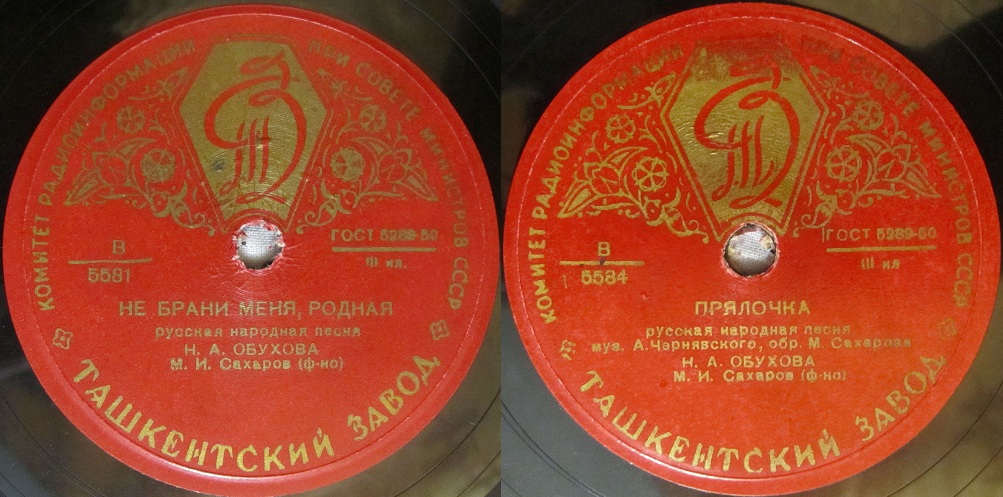 КОМИТЕТ РАДИОИНФОРМАЦИИ ПРИ СОВЕТЕ МИНИСТРОВ СССР
В
5581
ГОСТ 5289-50
III кл.
НЕ БРАНИ МЕНЯ, РОДНАЯ
русская народная песня
Н. А. ОБУХОВА
М. И. Сахаров (ф-но)
ТАШКЕНТСКИЙ ЗАВОД
КОМИТЕТ РАДИОИНФОРМАЦИИ ПРИ СОВЕТЕ МИНИСТРОВ СССР
В
5584
ГОСТ 5289-50
III кл
ПРЯЛОЧКА
русская народная песня
муз. А. Чернявского, обр. М. Сахарова
Н. А. ОБУХОВА
М. И. Сахаров (ф-но)
ТАШКЕНТСКИЙ ЗАВОД